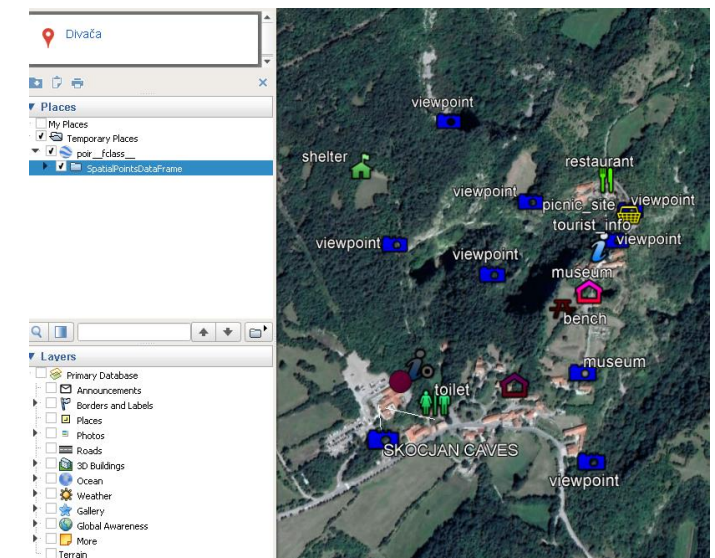 Divača
Places
My Places
Temporary Places
poir__fclass__
SpatialPointsDataFrame
Layers
Primary Database
Announcements
Borders and Labels
Places
Photos
Roads
3D Buildings
Ocean
Weather
Gallery
Global Awareness
More
Terrain
viewpoint
shelter
restaurant
viewpoint
picnic_site
viewpoint
tourist_info
viewpoint
viewpoint
viewpoint
museum
bench
museum
toilet
SKOCJAN CAVES
viewpoint